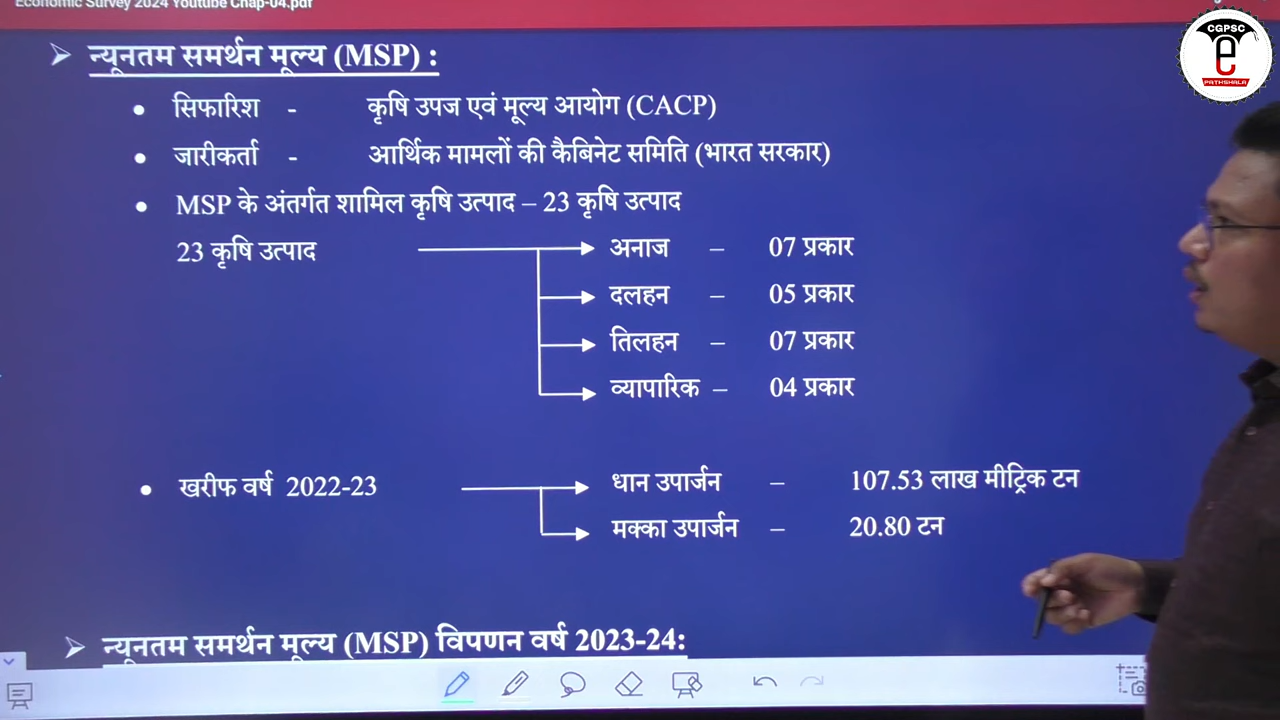 Economic Survey 2024 Youtube Chap-04.pdf
CGPSC
e
PATHSHALA
➢ न्यूनतम समर्थन मूल्य (MSP) :
• सिफारिश - कृषि उपज एवं मूल्य आयोग (CACP)
• जारीकर्ता - आर्थिक मामलों की कैबिनेट समिति (भारत सरकार)
• MSP के अंतर्गत शामिल कृषि उत्पाद – 23 कृषि उत्पाद
23 कृषि उत्पाद अनाज – 07 प्रकार
दलहन – 05 प्रकार
तिलहन – 07 प्रकार
व्यापारिक – 04 प्रकार
• खरीफ वर्ष 2022-23 धान उपार्जन – 107.53 लाख मीट्रिक टन
मक्का उपार्जन – 20.80 टन
➢ न्यूनतम समर्थन मूल्य (MSP) विपणन वर्ष 2023-24: